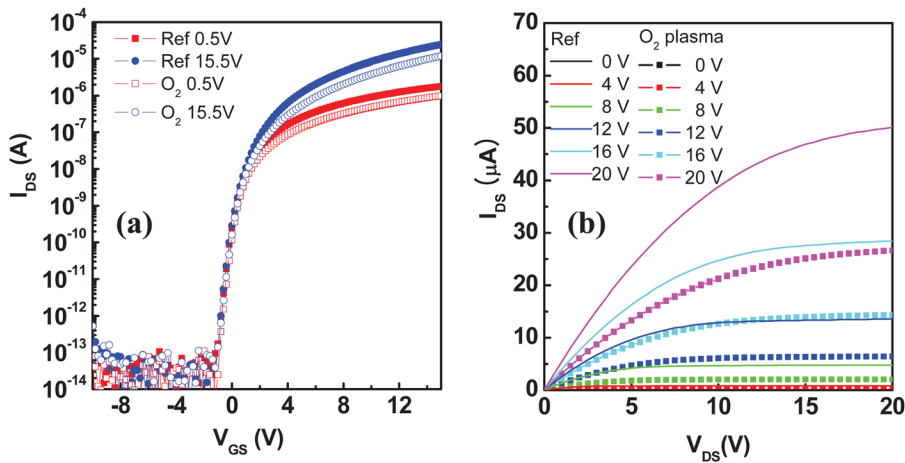 10⁻⁴
10⁻⁵
10⁻⁶
10⁻⁷
10⁻⁸
10⁻⁹
10⁻¹⁰
10⁻¹¹
10⁻¹²
10⁻¹³
10⁻¹⁴
I_DS (A)
Ref 0.5V
Ref 15.5V
O₂ 0.5V
O₂ 15.5V
(a)
-8 -4 0 4 8 12
V_GS (V)
70
60
50
40
30
20
10
0
I_DS (μA)
Ref O₂ plasma
0 V 0 V
4 V 4 V
8 V 8 V
12 V 12 V
16 V 16 V
20 V 20 V
(b)
0 5 10 15 20
V_DS(V)